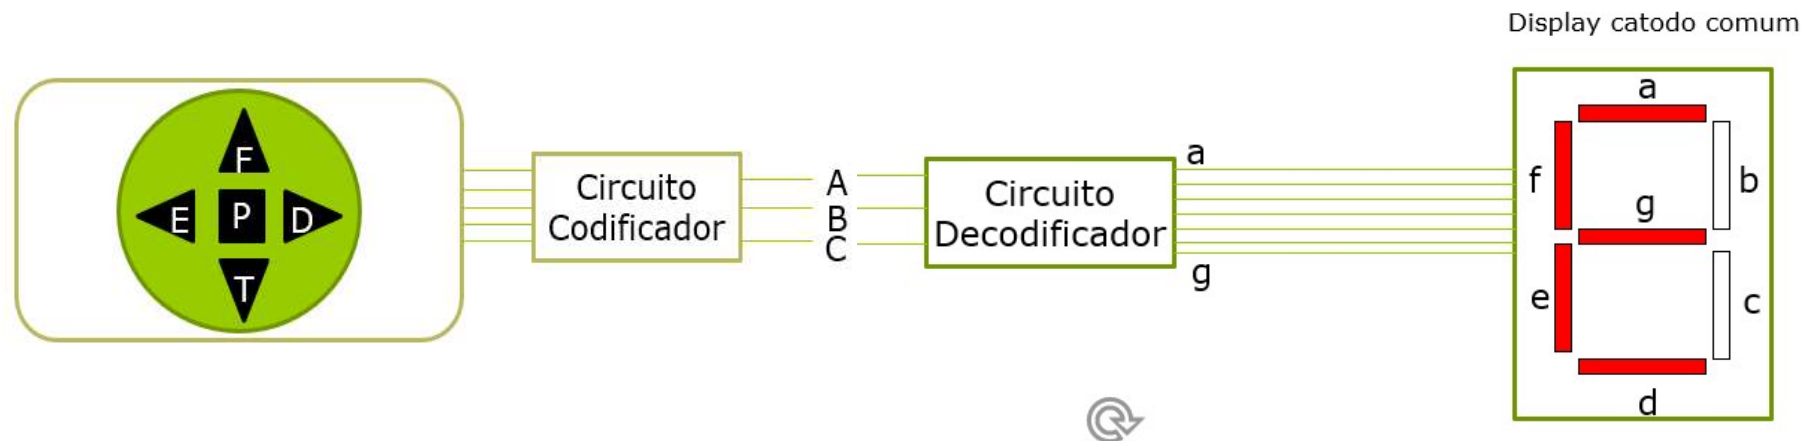 Display catodo comum
F
E P D
T
Circuito
Codificador
A
B
C
Circuito
Decodificador
a
g
a
f
b
g
e
c
d